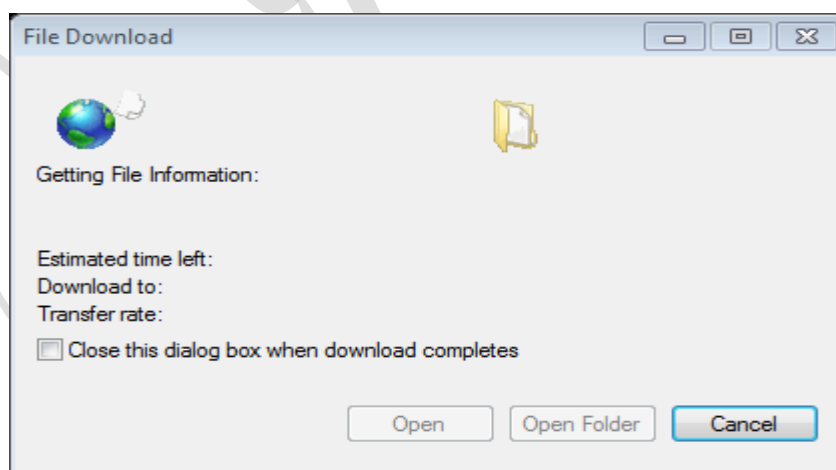 File Download
Getting File Information:
Estimated time left:
Download to:
Transfer rate:
Close this dialog box when download completes
Open
Open Folder
Cancel